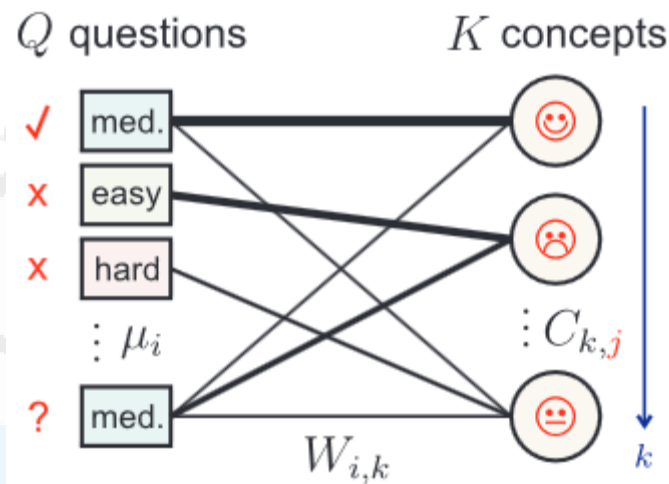 Q questions
K concepts
✓ med.
x easy
x hard
⋮ μ_i
⋮ C_{k,j}
? med.
W_{i,k}
k